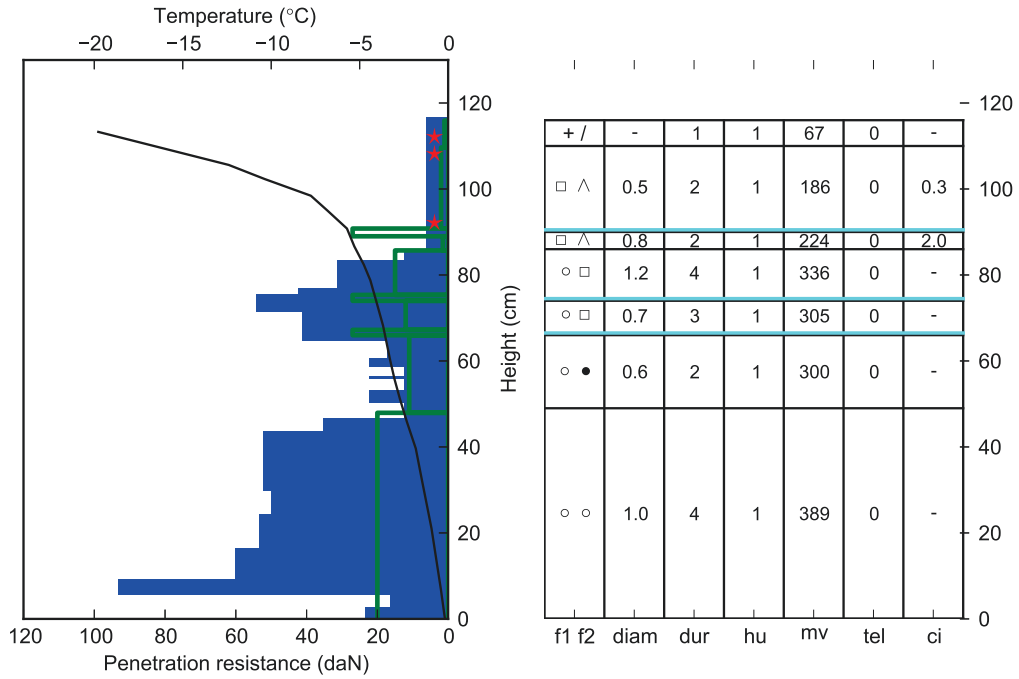 Temperature (°C)
−20 −15 −10 −5 0
120
100
80
60
40
20
0
Height (cm)
120 100 80 60 40 20 0
Penetration resistance (daN)
+ / - 1 1 67 0 -
□ ∧ 0.5 2 1 186 0 0.3
□ ∧ 0.8 2 1 224 0 2.0
○ □ 1.2 4 1 336 0 -
○ □ 0.7 3 1 305 0 -
○ ● 0.6 2 1 300 0 -
○ ○ 1.0 4 1 389 0 -
f1 f2 diam dur hu mv tel ci
120
100
80
60
40
20
0